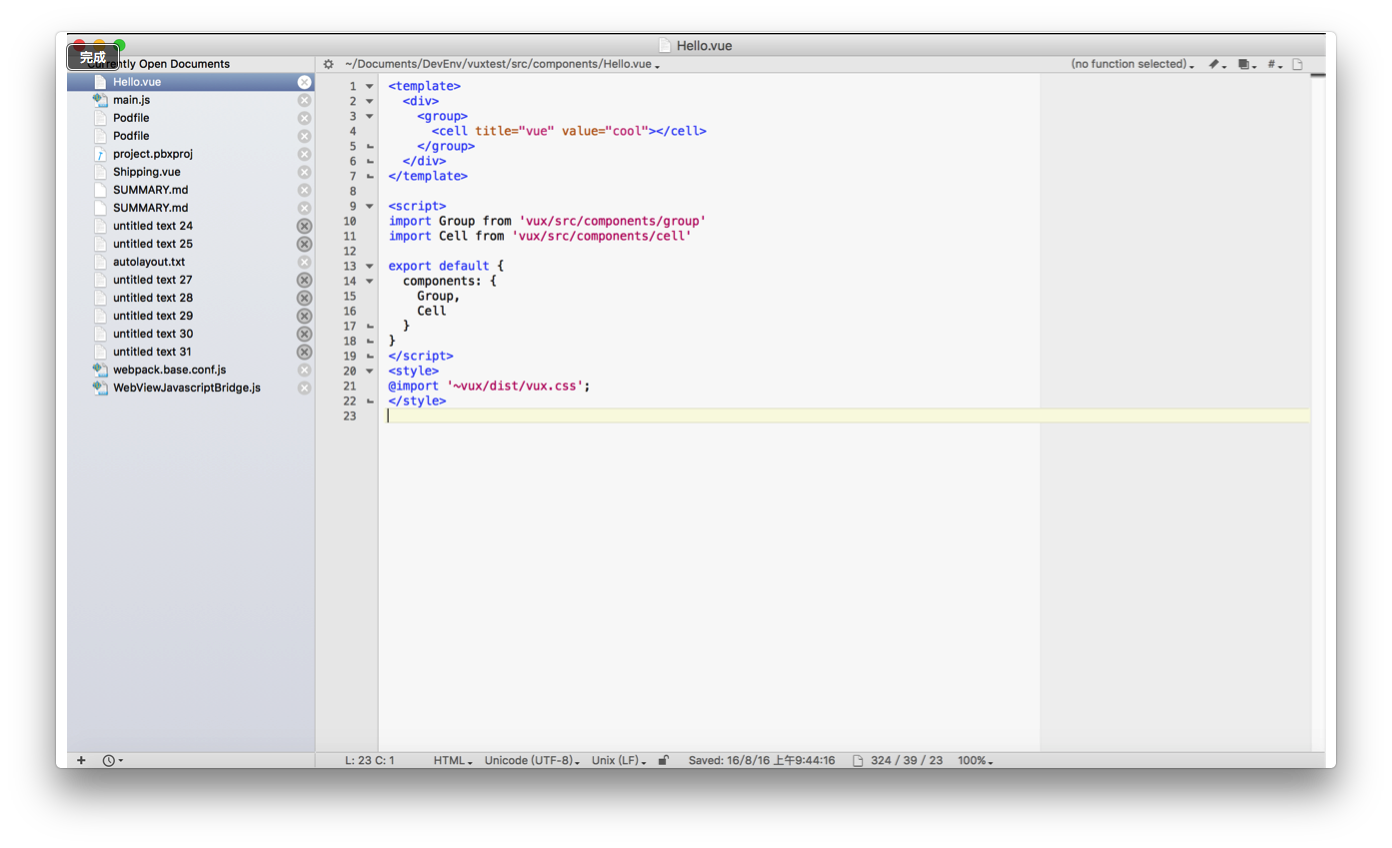 Hello.vue
完成
Currently Open Documents
~/Documents/DevEnv/vuxtest/src/components/Hello.vue
(no function selected)
#
Hello.vue
main.js
Podfile
Podfile
project.pbxproj
Shipping.vue
SUMMARY.md
SUMMARY.md
untitled text 24
untitled text 25
autolayout.txt
untitled text 27
untitled text 28
untitled text 29
untitled text 30
untitled text 31
webpack.base.conf.js
WebViewJavascriptBridge.js
1 <template>
2   <div>
3     <group>
4       <cell title="vue" value="cool"></cell>
5     </group>
6   </div>
7 </template>
8
9 <script>
10 import Group from 'vux/src/components/group'
11 import Cell from 'vux/src/components/cell'
12
13 export default {
14   components: {
15     Group,
16     Cell
17   }
18 }
19 </script>
20 <style>
21 @import '~vux/dist/vux.css';
22 </style>
23
L: 23 C: 1 HTML Unicode (UTF-8) Unix (LF) Saved: 16/8/16 上午9:44:16 324 / 39 / 23 100%